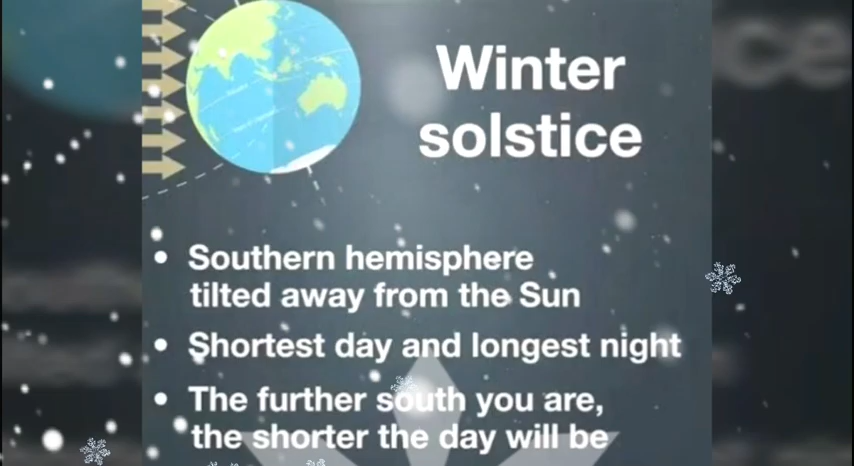 Winter
solstice
• Southern hemisphere
tilted away from the Sun
• Shortest day and longest night
• The further south you are,
the shorter the day will be